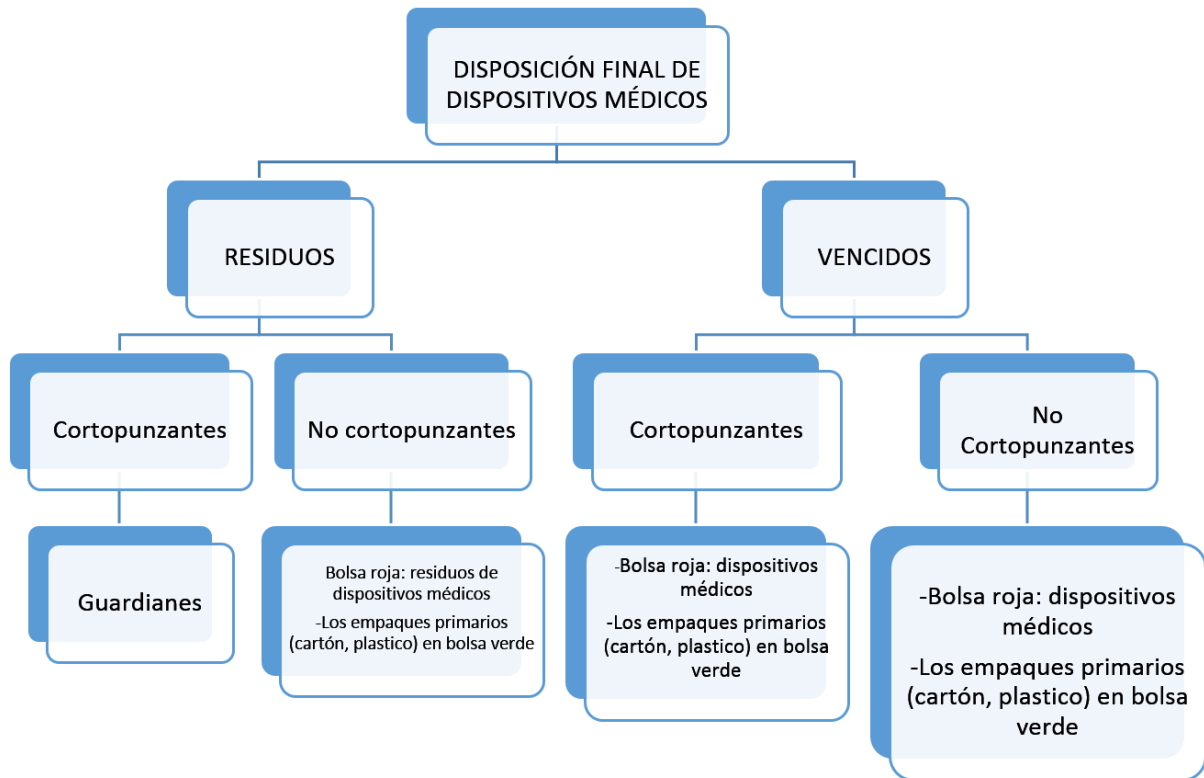 DISPOSICIÓN FINAL DE
DISPOSITIVOS MÉDICOS
RESIDUOS
VENCIDOS
Cortopunzantes
No cortopunzantes
Cortopunzantes
No
Cortopunzantes
Guardianes
Bolsa roja: residuos de
dispositivos médicos
-Los empaques primarios
(cartón, plastico) en bolsa verde
-Bolsa roja: dispositivos
médicos
-Los empaques primarios
(cartón, plastico) en bolsa
verde
-Bolsa roja: dispositivos
médicos
-Los empaques primarios
(cartón, plastico) en bolsa
verde